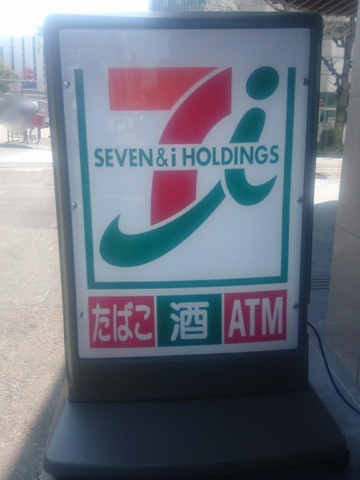 SEVEN&i HOLDINGS
たばこ 酒 ATM